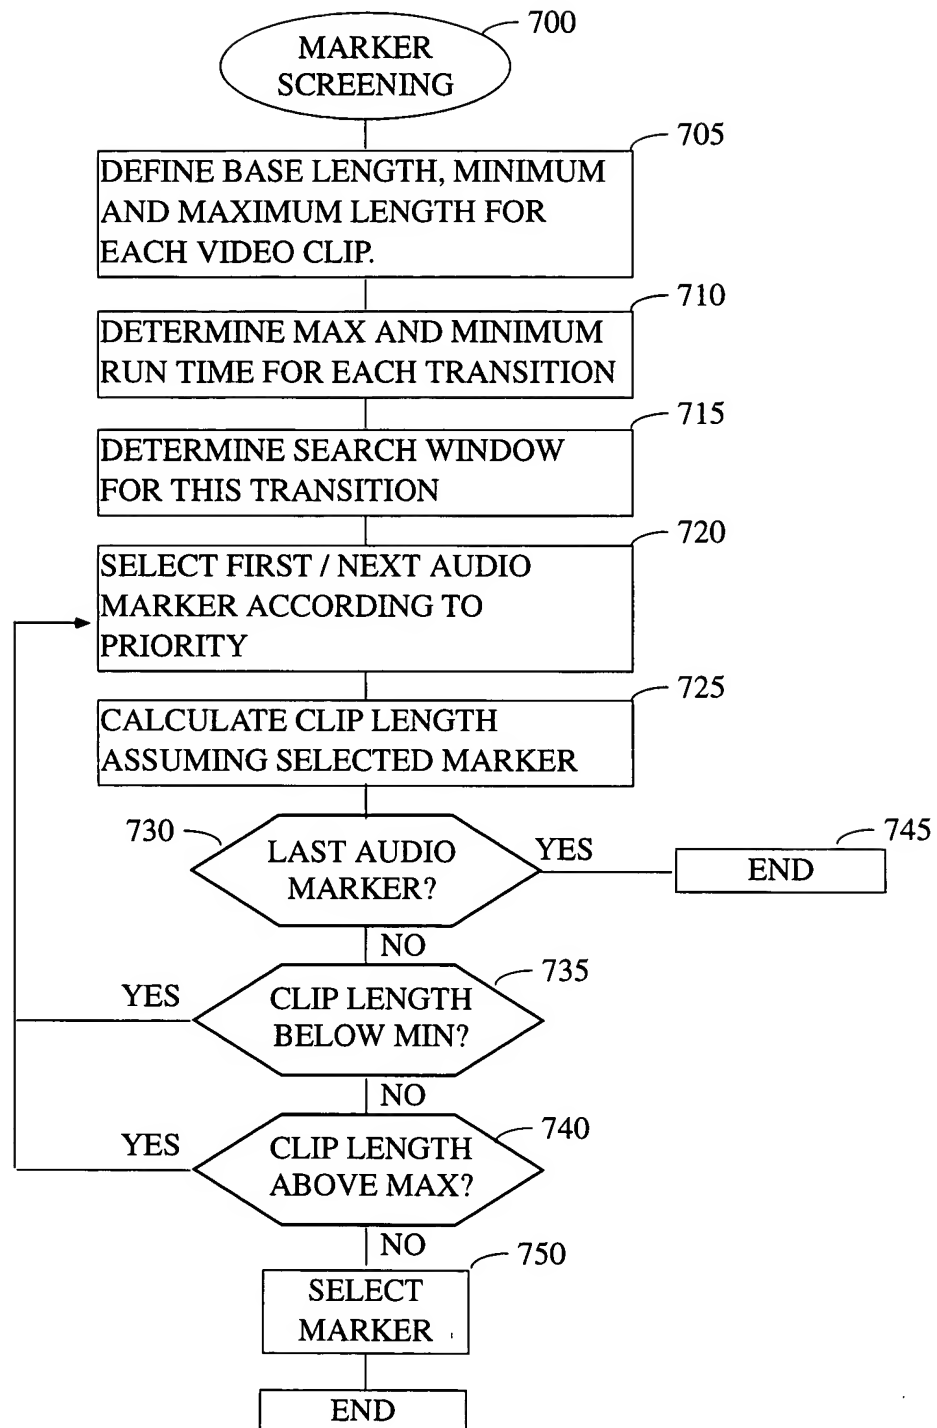 700
MARKER
SCREENING
705
DEFINE BASE LENGTH, MINIMUM
AND MAXIMUM LENGTH FOR
EACH VIDEO CLIP.
710
DETERMINE MAX AND MINIMUM
RUN TIME FOR EACH TRANSITION
715
DETERMINE SEARCH WINDOW
FOR THIS TRANSITION
720
SELECT FIRST / NEXT AUDIO
MARKER ACCORDING TO
PRIORITY
725
CALCULATE CLIP LENGTH
ASSUMING SELECTED MARKER
730
LAST AUDIO
MARKER?
YES
745
END
NO
735
YES
CLIP LENGTH
BELOW MIN?
NO
740
YES
CLIP LENGTH
ABOVE MAX?
NO
750
SELECT
MARKER
END